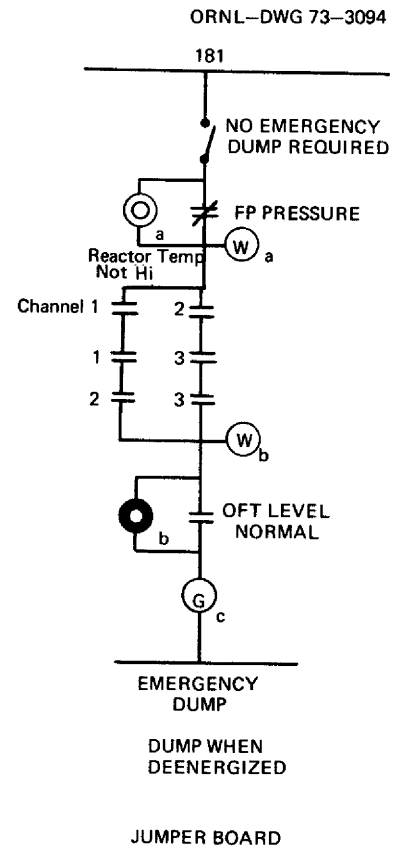 ORNL–DWG 73–3094
181
NO EMERGENCY
DUMP REQUIRED
FP PRESSURE
a
W
a
Reactor Temp
Not Hi
Channel 1
2
1
3
2
3
W
b
OFT LEVEL
NORMAL
b
G
c
EMERGENCY
DUMP
DUMP WHEN
DEENERGIZED
JUMPER BOARD